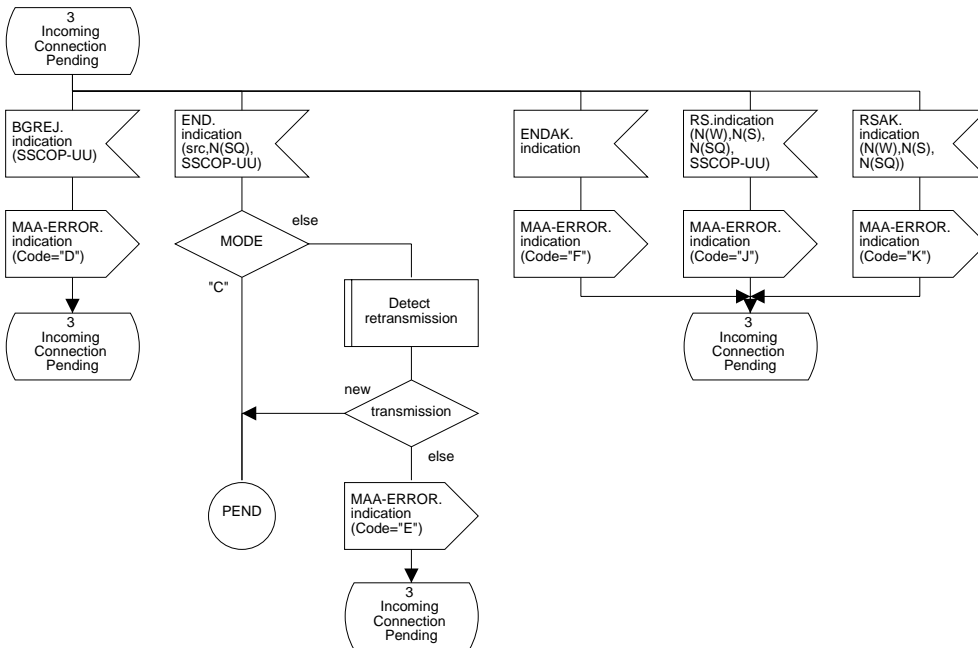 3
Incoming
Connection
Pending
BGREJ.
indication
(SSCOP-UU)
END.
indication
(src,N(SQ),
SSCOP-UU)
ENDAK.
indication
RS.indication
(N(W),N(S),
N(SQ),
SSCOP-UU)
RSAK.
indication
(N(W),N(S),
N(SQ))
MAA-ERROR.
indication
(Code="D")
MODE
else
"C"
MAA-ERROR.
indication
(Code="F")
MAA-ERROR.
indication
(Code="J")
MAA-ERROR.
indication
(Code="K")
3
Incoming
Connection
Pending
Detect
retransmission
3
Incoming
Connection
Pending
new
transmission
else
PEND
MAA-ERROR.
indication
(Code="E")
3
Incoming
Connection
Pending